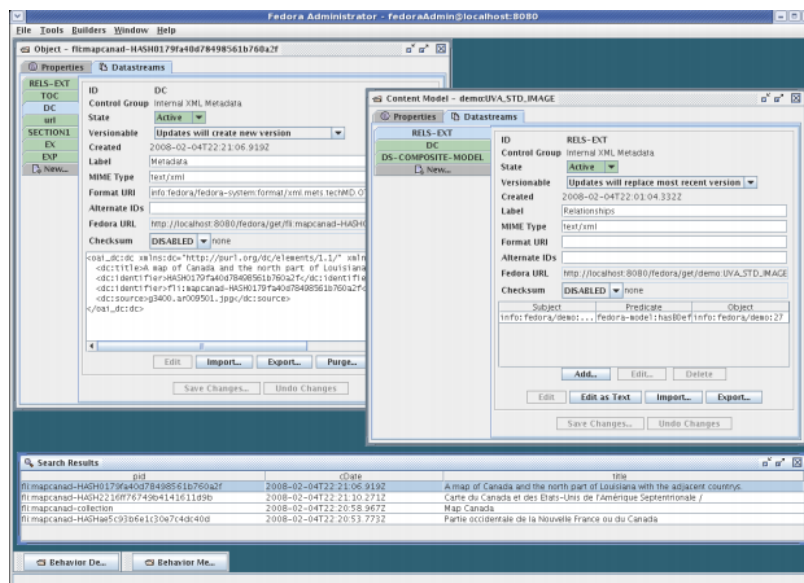 Fedora Administrator - fedoraAdmin@localhost:8080
File Tools Builders Window Help
Object - fli:mapcanad-HASH0179fa40d78498561b760a2f
Properties Datastreams
RELS-EXT
TOC
DC
url
SECTION1
EX
EXP
New...
ID DC
Control Group Internal XML Metadata
State Active
Versionable Updates will create new version
Created 2008-02-04T22:21:06.919Z
Label Metadata
MIME Type text/xml
Format URI info:fedora/fedora-system:format/xml.mets.techMD.OT
Alternate IDs
Fedora URL http://localhost:8080/fedora/get/fli:mapcanad-HASH0
Checksum DISABLED none
<oai_dc:dc xmlns:dc="http://purl.org/dc/elements/1.1/" xmln
<dc:title>A map of Canada and the north part of Louisiana
<dc:identifier>HASH0179fa40d78498561b760a2f</dc:identifie
<dc:identifier>fli:mapcanad-HASH0179fa40d78498561b760a2f<
<dc:source>g3400.ar009501.jpg</dc:source>
</oai_dc:dc>
Edit Import... Export... Purge...
Save Changes... Undo Changes
Content Model - demo:UVA_STD_IMAGE
Properties Datastreams
RELS-EXT
DC
DS-COMPOSITE-MODEL
New...
ID RELS-EXT
Control Group Internal XML Metadata
State Active
Versionable Updates will replace most recent version
Created 2008-02-04T22:01:04.332Z
Label Relationships
MIME Type text/xml
Format URI
Alternate IDs
Fedora URL http://localhost:8080/fedora/get/demo:UVA_STD_IMAGE
Checksum DISABLED none
Subject Predicate Object
info:fedora/demo:... fedora-model:hasBDef info:fedora/demo:27
Add... Edit... Delete
Edit Edit as Text Import... Export...
Save Changes... Undo Changes
Search Results
pid cDate title
fli:mapcanad-HASH0179fa40d78498561b760a2f 2008-02-04T22:21:06.919Z A map of Canada and the north part of Louisiana with the adjacent countrys.
fli:mapcanad-HASH2216ff76749b4141611d9b 2008-02-04T22:21:10.271Z Carte du Canada et des Etats-Unis de l'Amérique Septentrionale /
fli:mapcanad-collection 2008-02-04T22:20:58.967Z Map Canada
fli:mapcanad-HASHae5c93b6e1c30e7c4dc40d 2008-02-04T22:20:53.773Z Partie occidentale de la Nouvelle France ou du Canada
Behavior De... Behavior Me...